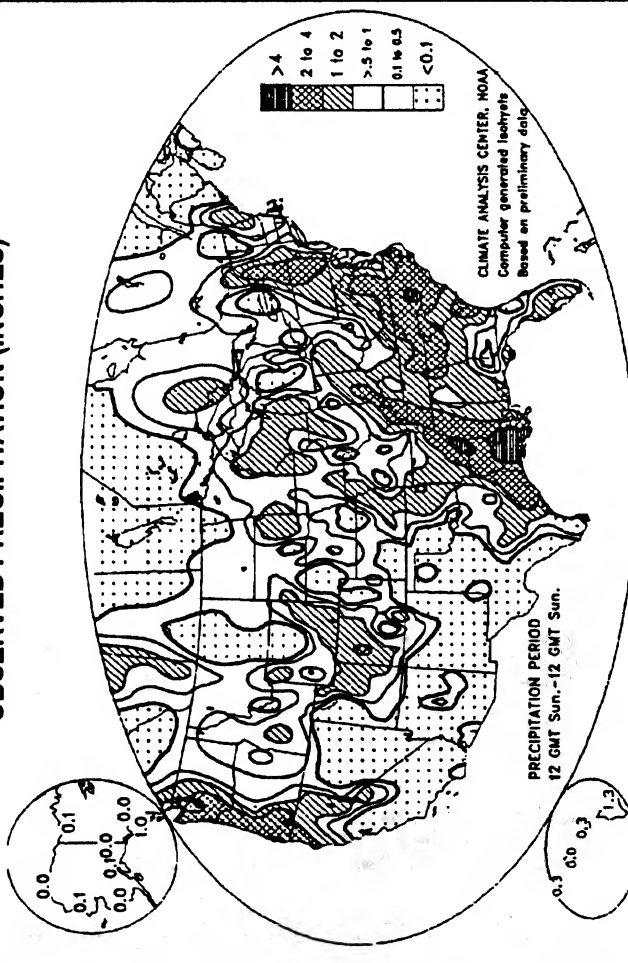 OBSERVED PRECIPITATION (INCHES)
>4
2 to 4
1 to 2
>.5 to 1
0.1 to 0.5
<0.1
CLIMATE ANALYSIS CENTER, NOAA
Computer generated Isohyets
Based on preliminary data
PRECIPITATION PERIOD
12 GMT Sun.-12 GMT Sun.
0.0
0.1
0.1
0.0
0.1
0.0
0.0
1.0
0.0
0.3
0.0
0.3
1.3